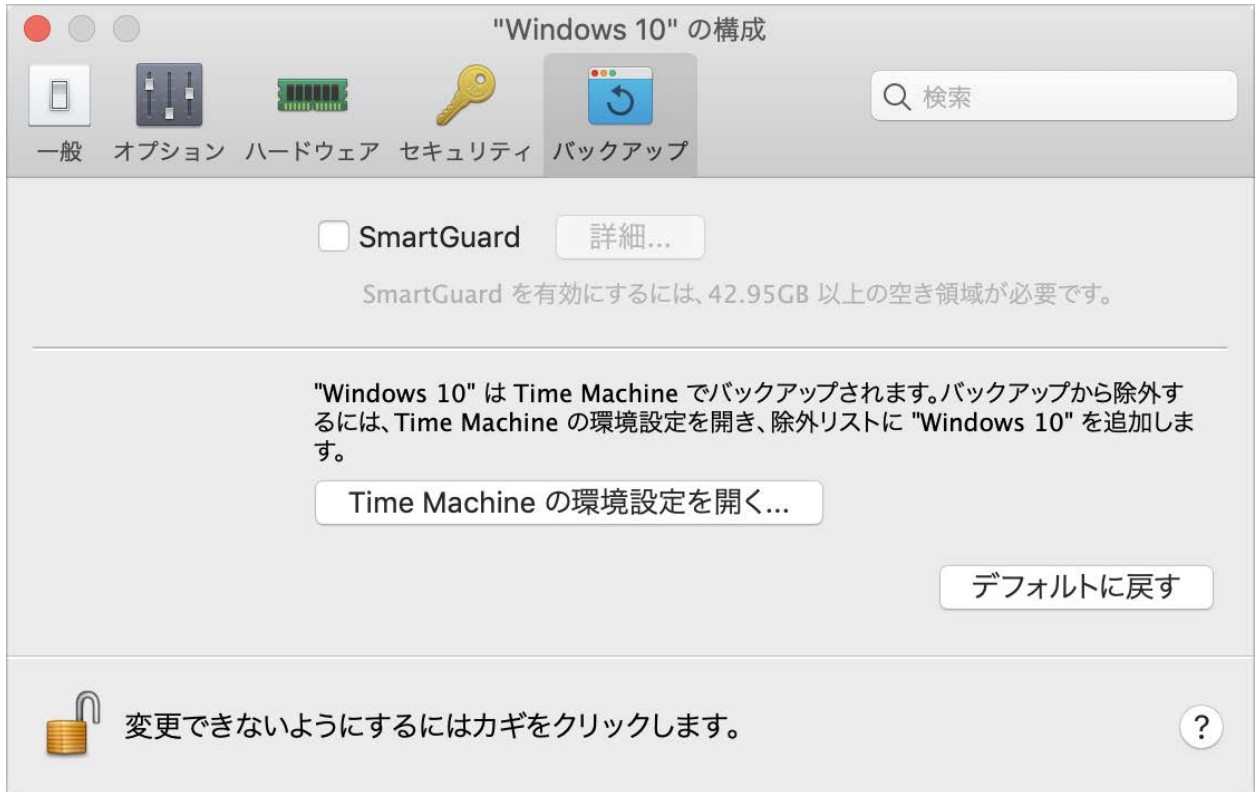 "Windows 10" の構成
検索
一般 オプション ハードウェア セキュリティ バックアップ
SmartGuard 詳細...
SmartGuard を有効にするには、42.95GB 以上の空き領域が必要です。
"Windows 10" は Time Machine でバックアップされます。バックアップから除外す
るには、Time Machine の環境設定を開き、除外リストに "Windows 10" を追加しま
す。
Time Machine の環境設定を開く...
デフォルトに戻す
変更できないようにするにはカギをクリックします。
?